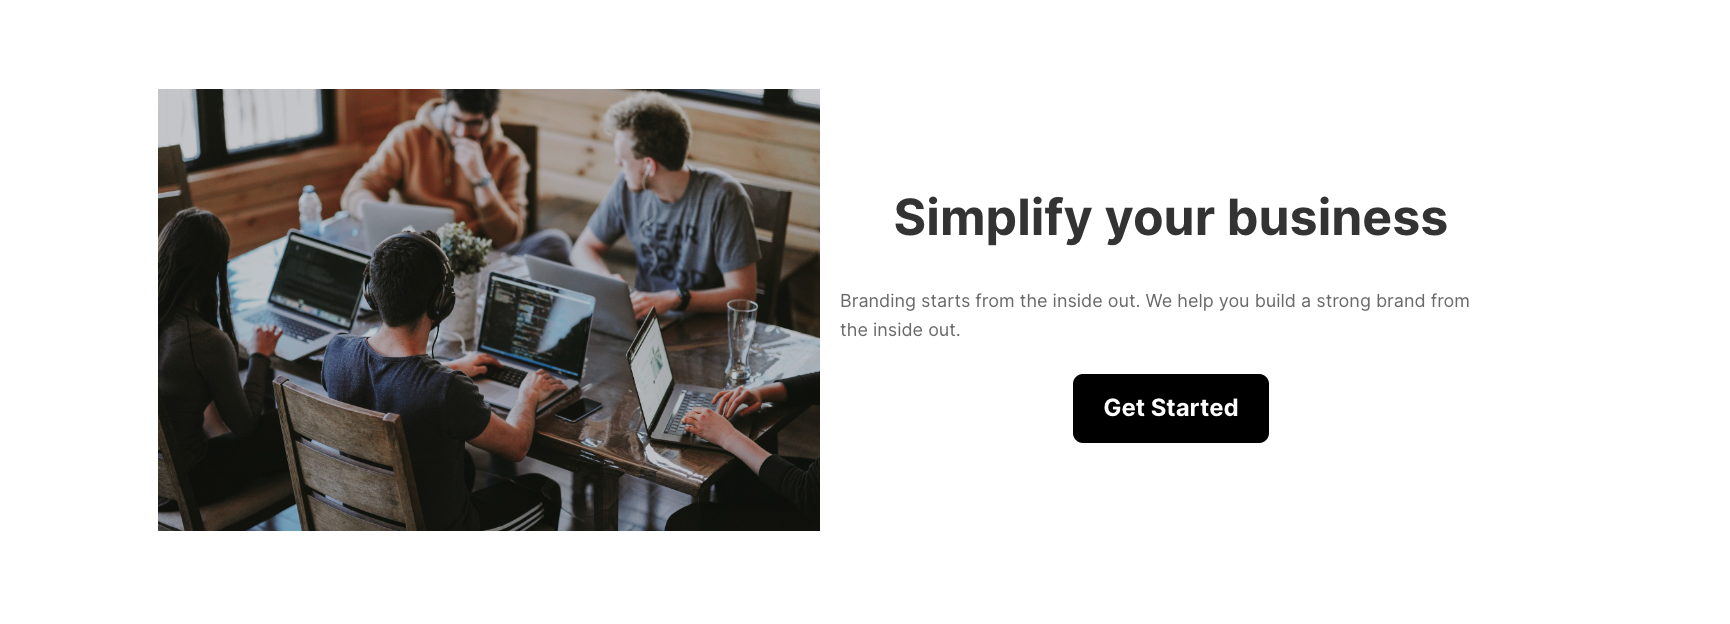 Simplify your business
Branding starts from the inside out. We help you build a strong brand from
the inside out.
Get Started